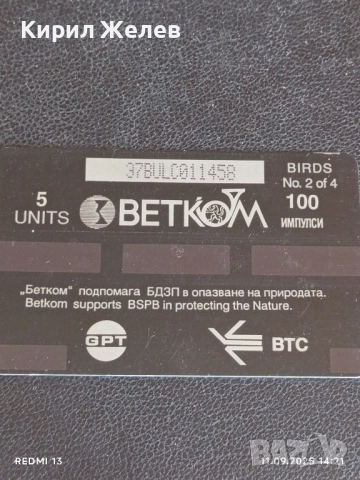 Кирил Желев
37BULC011458
BIRDS
No. 2 of 4
5
UNITS
BETKOM
100
ИМПУЛСИ
„Бетком" подпомага БДЗП в опазване на природата.
Betkom supports BSPB in protecting the Nature.
GPT
BTC
REDMI 13
11.09.2025 14:21